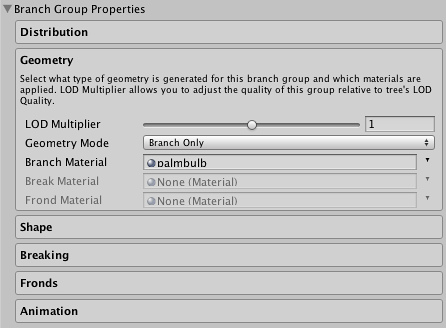 Branch Group Properties
Distribution
Geometry
Select what type of geometry is generated for this branch group and which materials are
applied. LOD Multiplier allows you to adjust the quality of this group relative to tree's LOD
Quality.
LOD Multiplier 1
Geometry Mode Branch Only
Branch Material palmbulb
Break Material None (Material)
Frond Material None (Material)
Shape
Breaking
Fronds
Animation